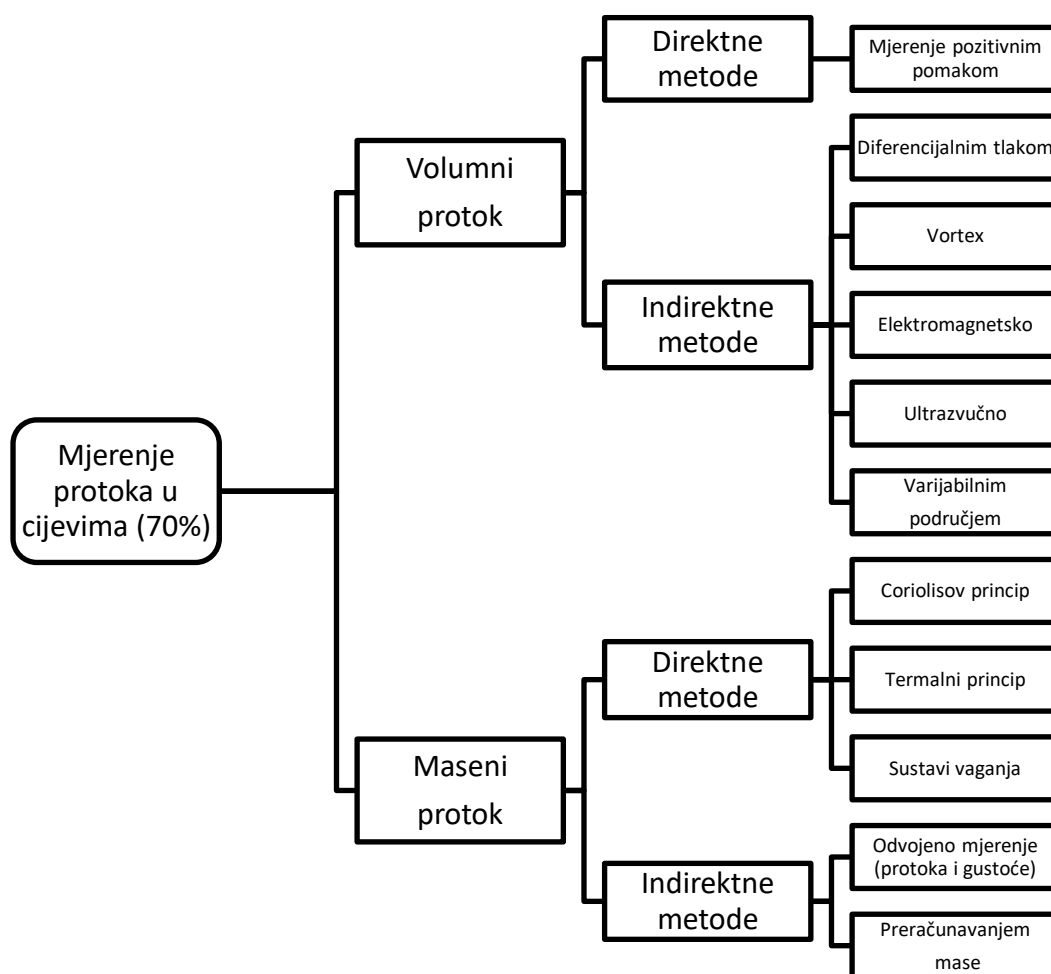 Mjerenje
protoka u
cijevima (70%)
Volumni
protok
Direktne
metode
Mjerenje pozitivnim
pomakom
Indirektne
metode
Diferencijalnim tlakom
Vortex
Elektromagnetsko
Ultrazvučno
Varijabilnim
područjem
Maseni
protok
Direktne
metode
Coriolisov princip
Termalni princip
Sustavi vaganja
Indirektne
metode
Odvojeno mjerenje
(protoka i gustoće)
Preračunavanjem
mase